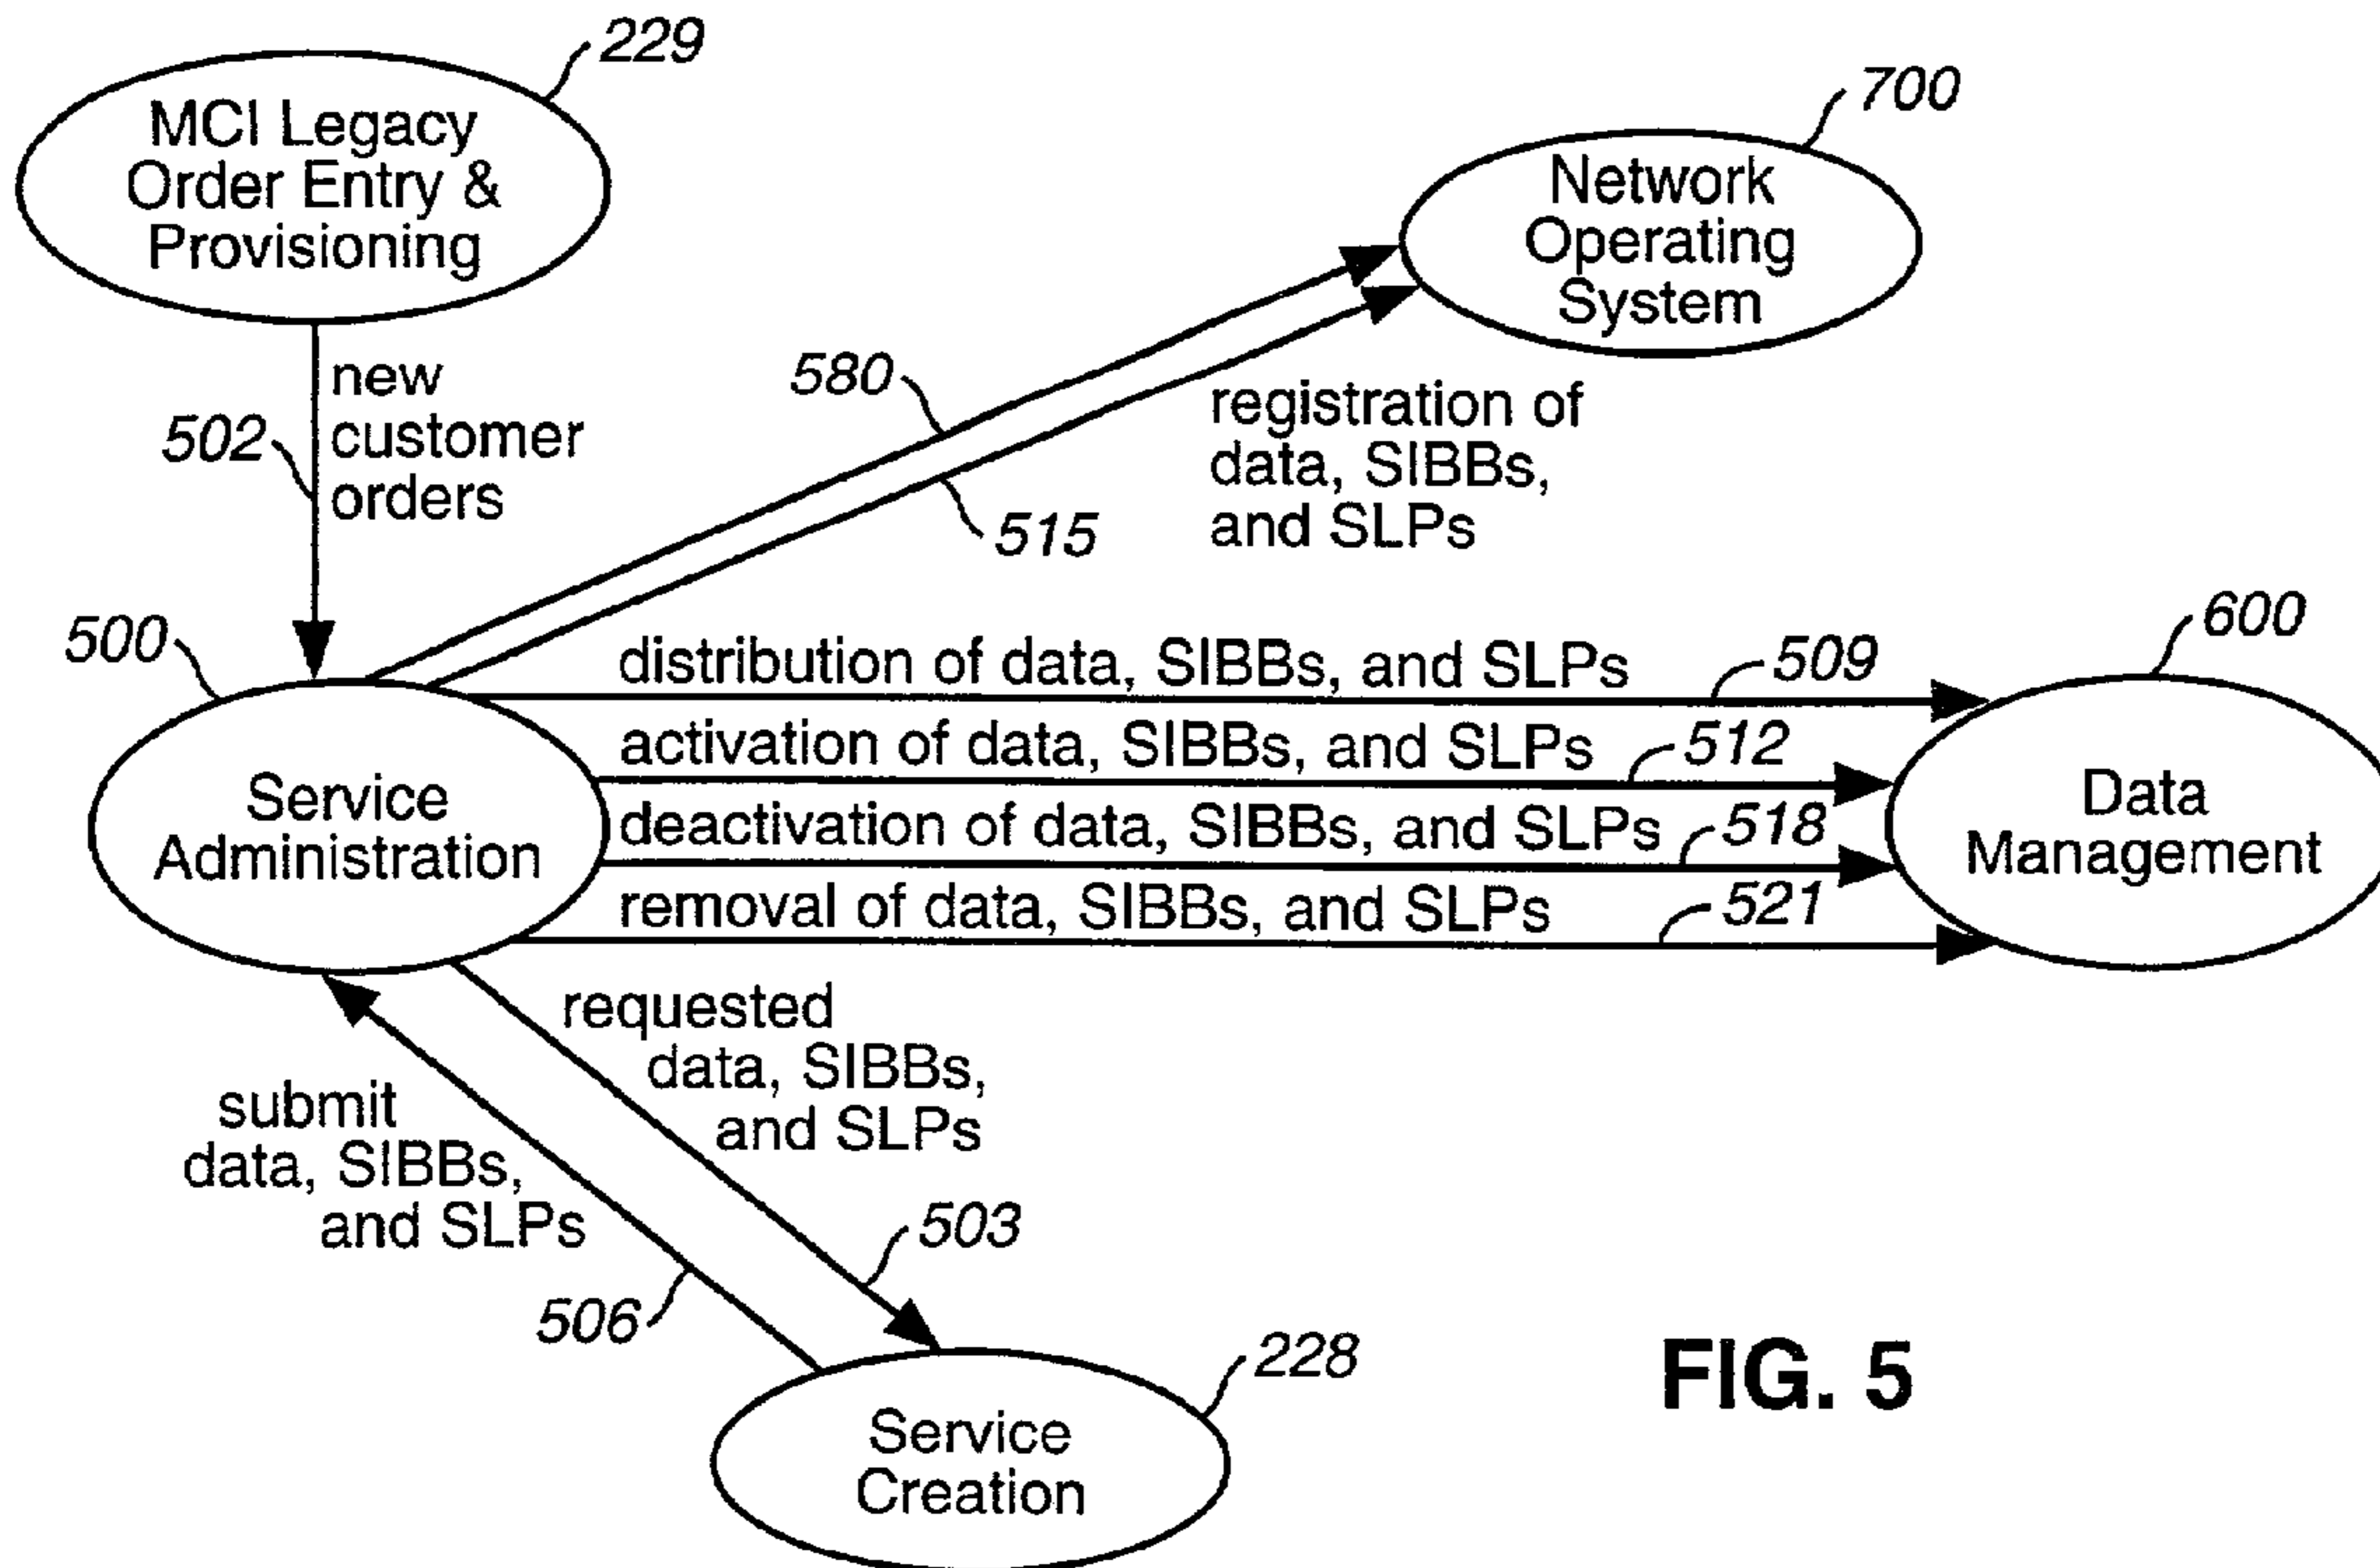 229
MCI Legacy
Order Entry &
Provisioning
700
Network
Operating
System
new
customer
orders
502
580
registration of
data, SIBBs,
and SLPs
515
500
Service
Administration
distribution of data, SIBBs, and SLPs
509
activation of data, SIBBs, and SLPs
512
deactivation of data, SIBBs, and SLPs
518
removal of data, SIBBs, and SLPs
521
600
Data
Management
requested
data, SIBBs,
and SLPs
503
submit
data, SIBBs,
and SLPs
506
228
Service
Creation
FIG. 5